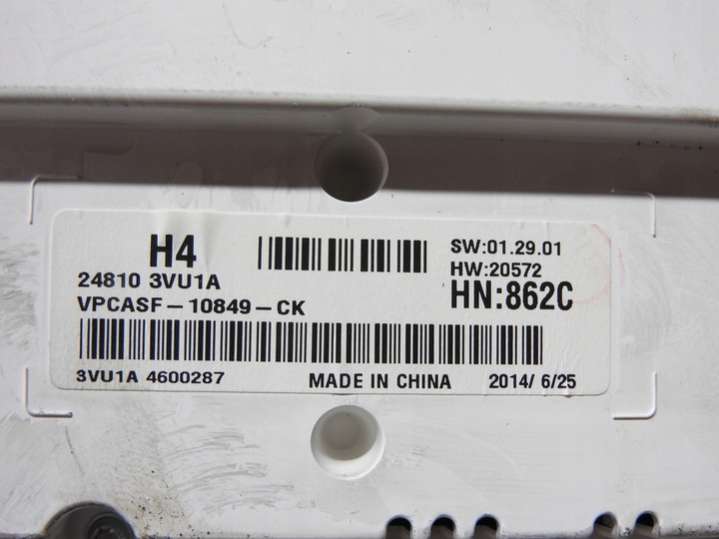 H4
SW:01.29.01
24810 3VU1A
HW:20572
VPCASF-10849-CK
HN:862C
3VU1A 4600287
MADE IN CHINA
2014/ 6/25